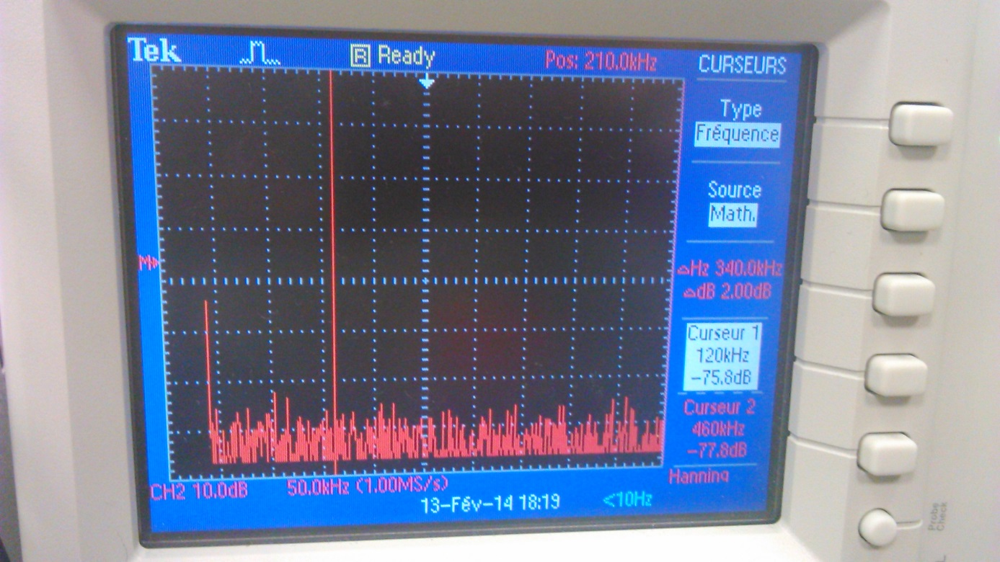 Tek
R Ready
Pos: 210.0kHz
CURSEURS
Type
Fréquence
Source
Math.
M
△Hz 340.0kHz
△dB 2.00dB
Curseur 1
120kHz
-75.8dB
Curseur 2
460kHz
-77.8dB
Hanning
CH2 10.0dB
50.0kHz (1.00MS/s)
13-Fév-14 18:19
<10Hz
Probe
Check